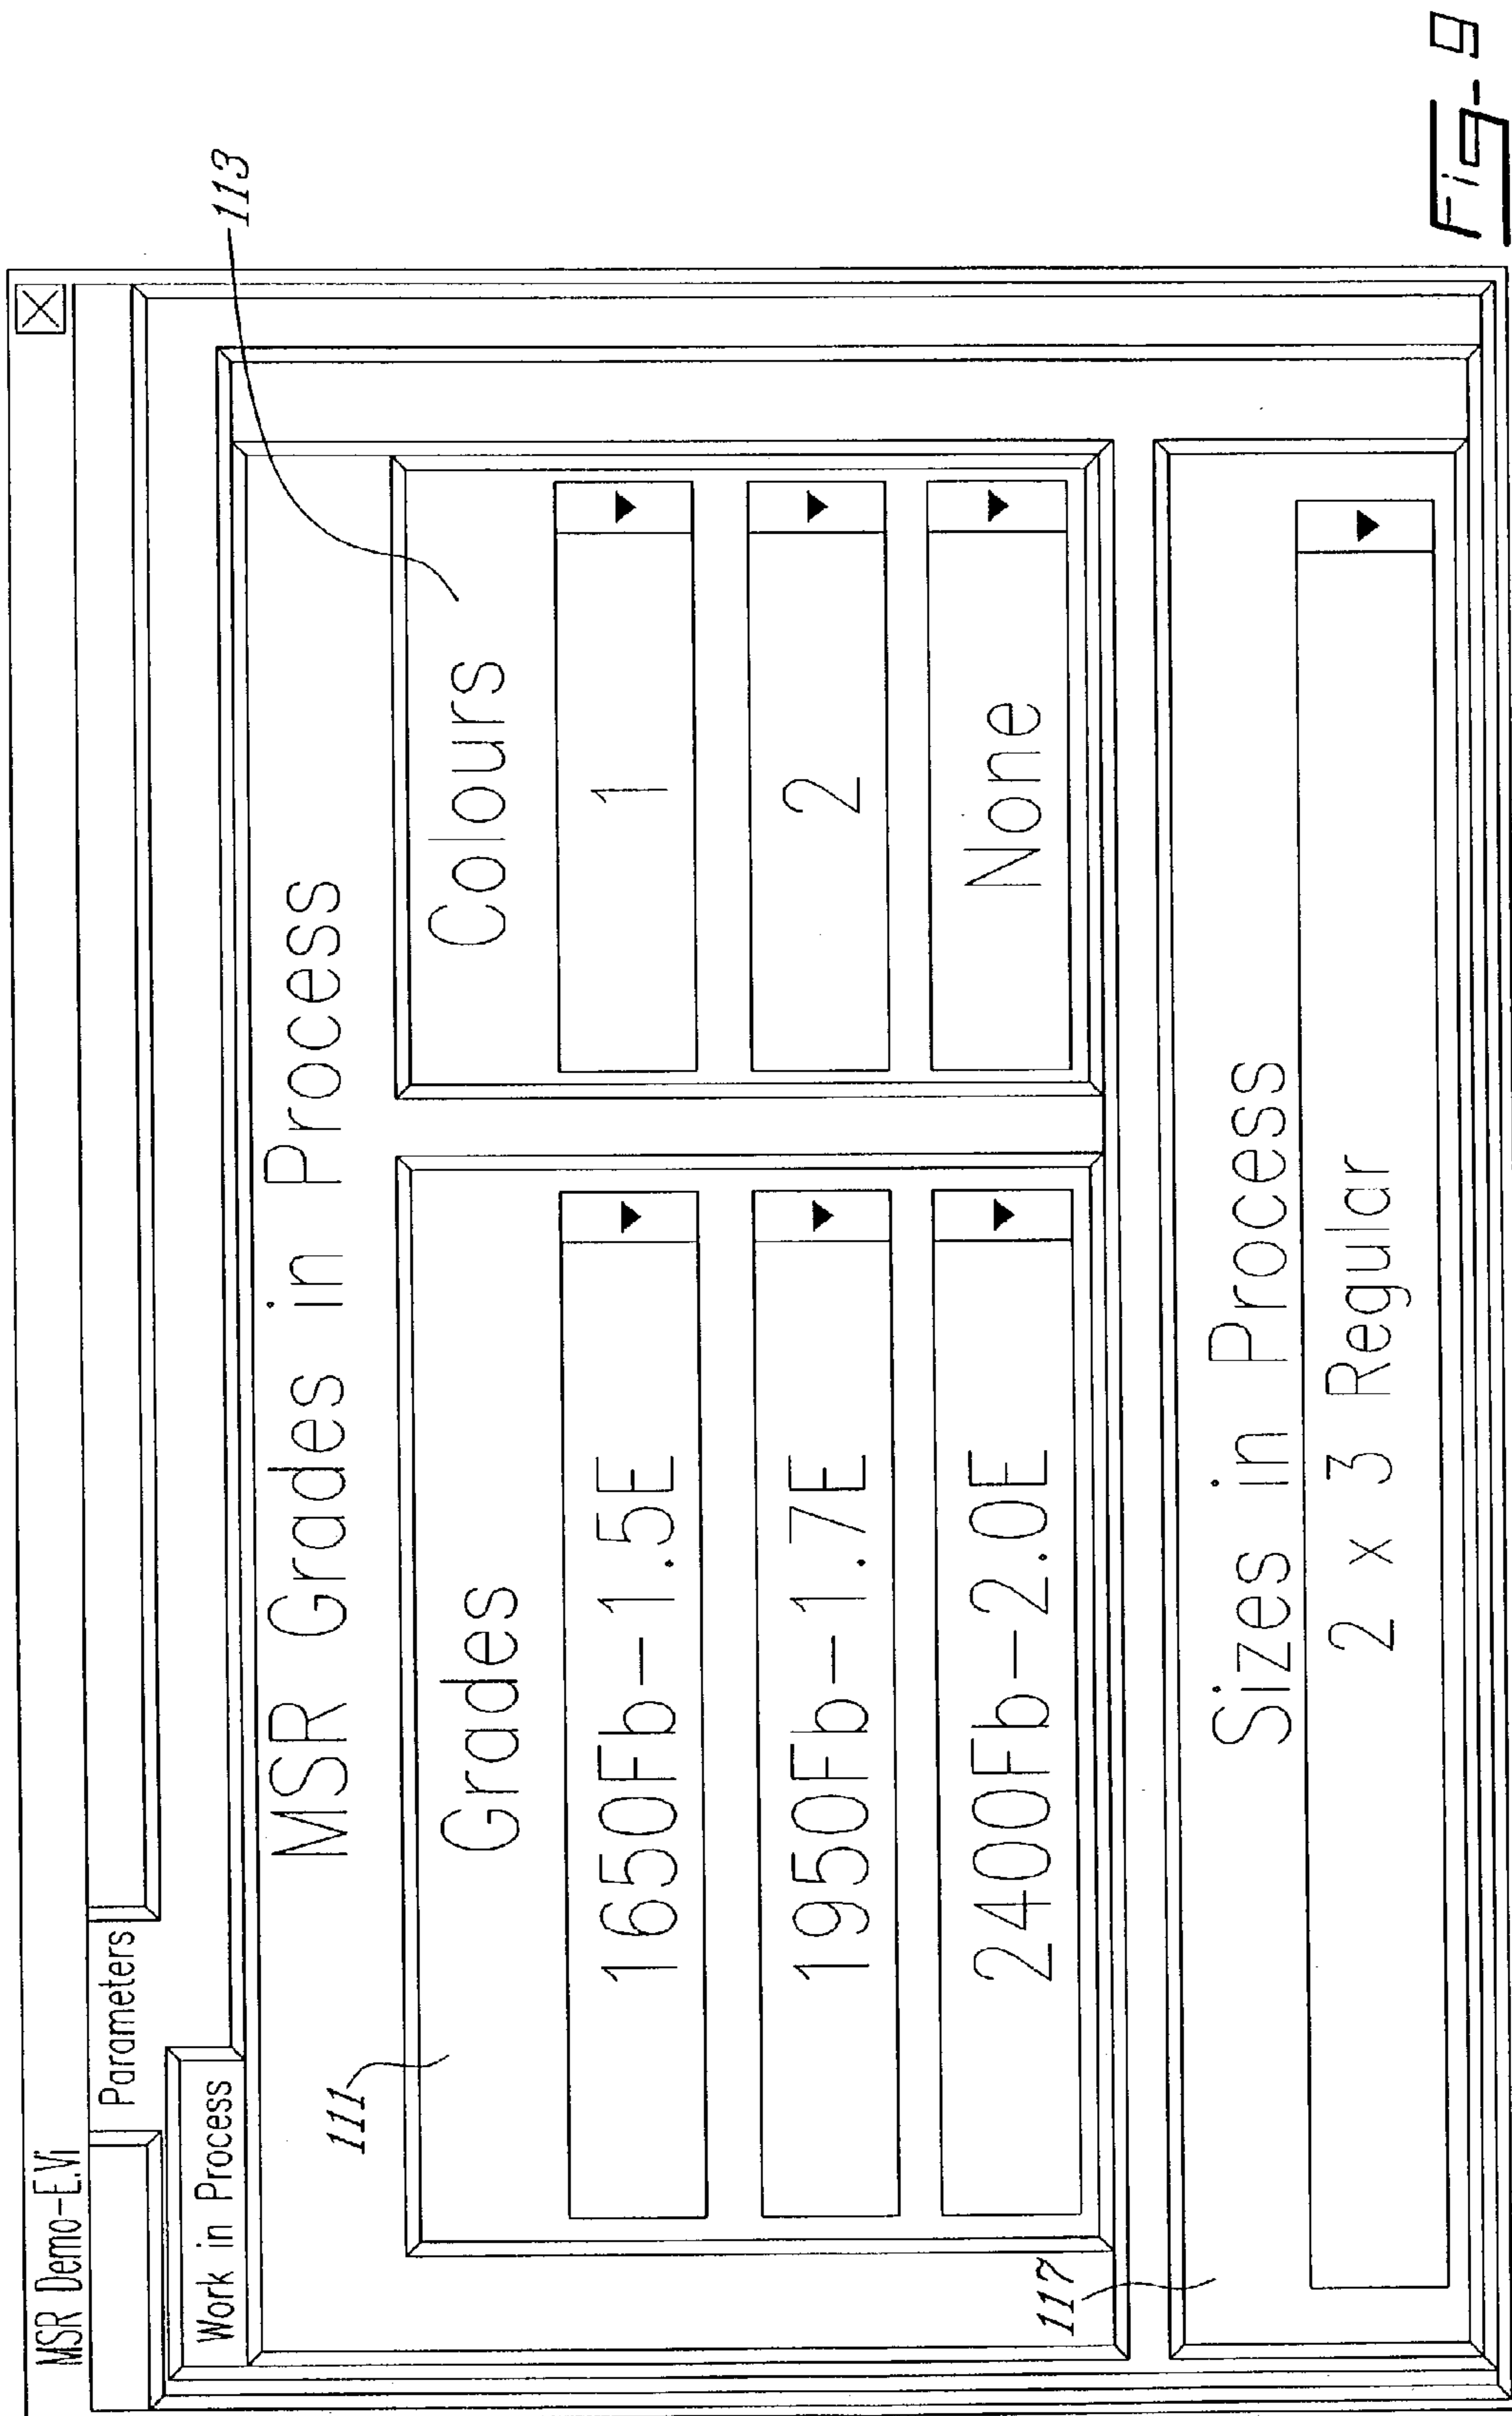 MSR Demo-E.Vi
Parameters
Work in Process
MSR Grades in Process
111
113
Grades
Colours
1650Fb-1.5E
1
1950Fb-1.7E
2
2400Fb-2.0E
None
117
Sizes in Process
2 x 3 Regular
Fig-9